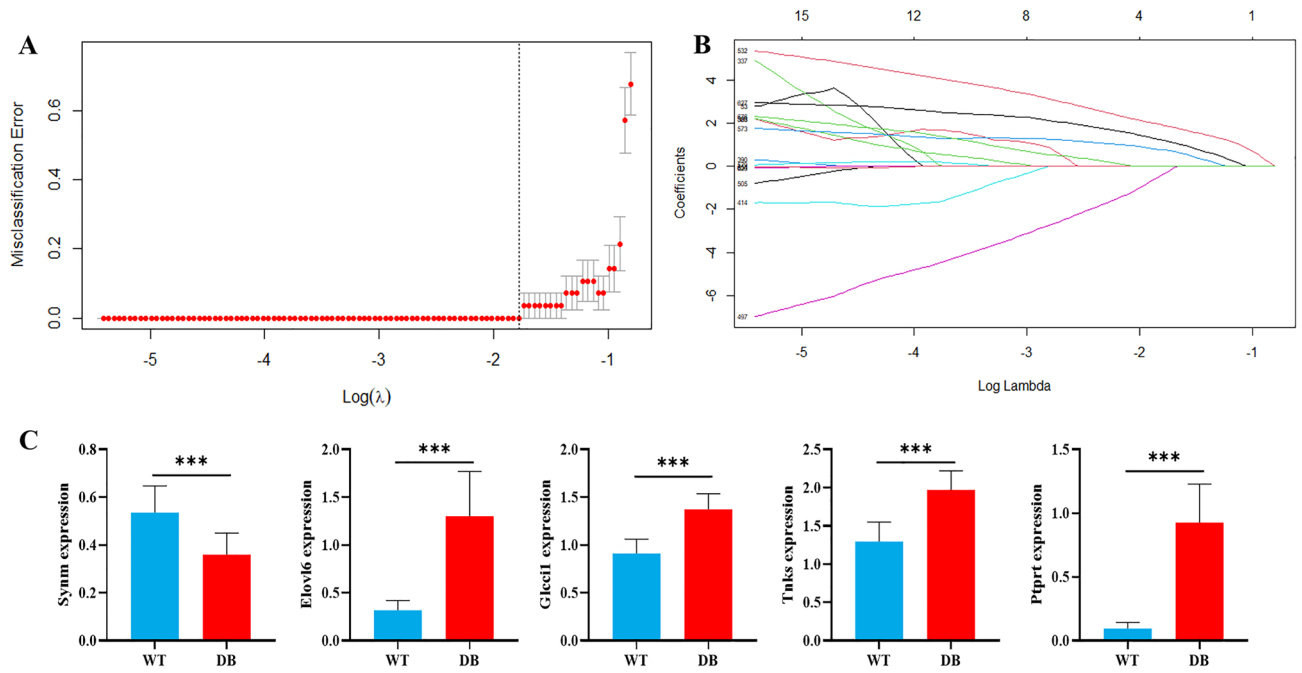 A
Misclassification Error
0.6
0.4
0.2
0.0
-5 -4 -3 -2 -1
Log(λ)
B
15 12 8 4 1
Coefficients
4
2
0
-2
-4
-6
532
337
573
390
505
414
497
-5 -4 -3 -2 -1
Log Lambda
C
Synm expression
0.8
0.6
0.4
0.2
0.0
***
WT DB
Elovl6 expression
2.0
1.5
1.0
0.5
0.0
***
WT DB
Glcci1 expression
2.0
1.5
1.0
0.5
0.0
***
WT DB
Tnks expression
2.5
2.0
1.5
1.0
0.5
0.0
***
WT DB
Ptprt expression
1.5
1.0
0.5
0.0
***
WT DB